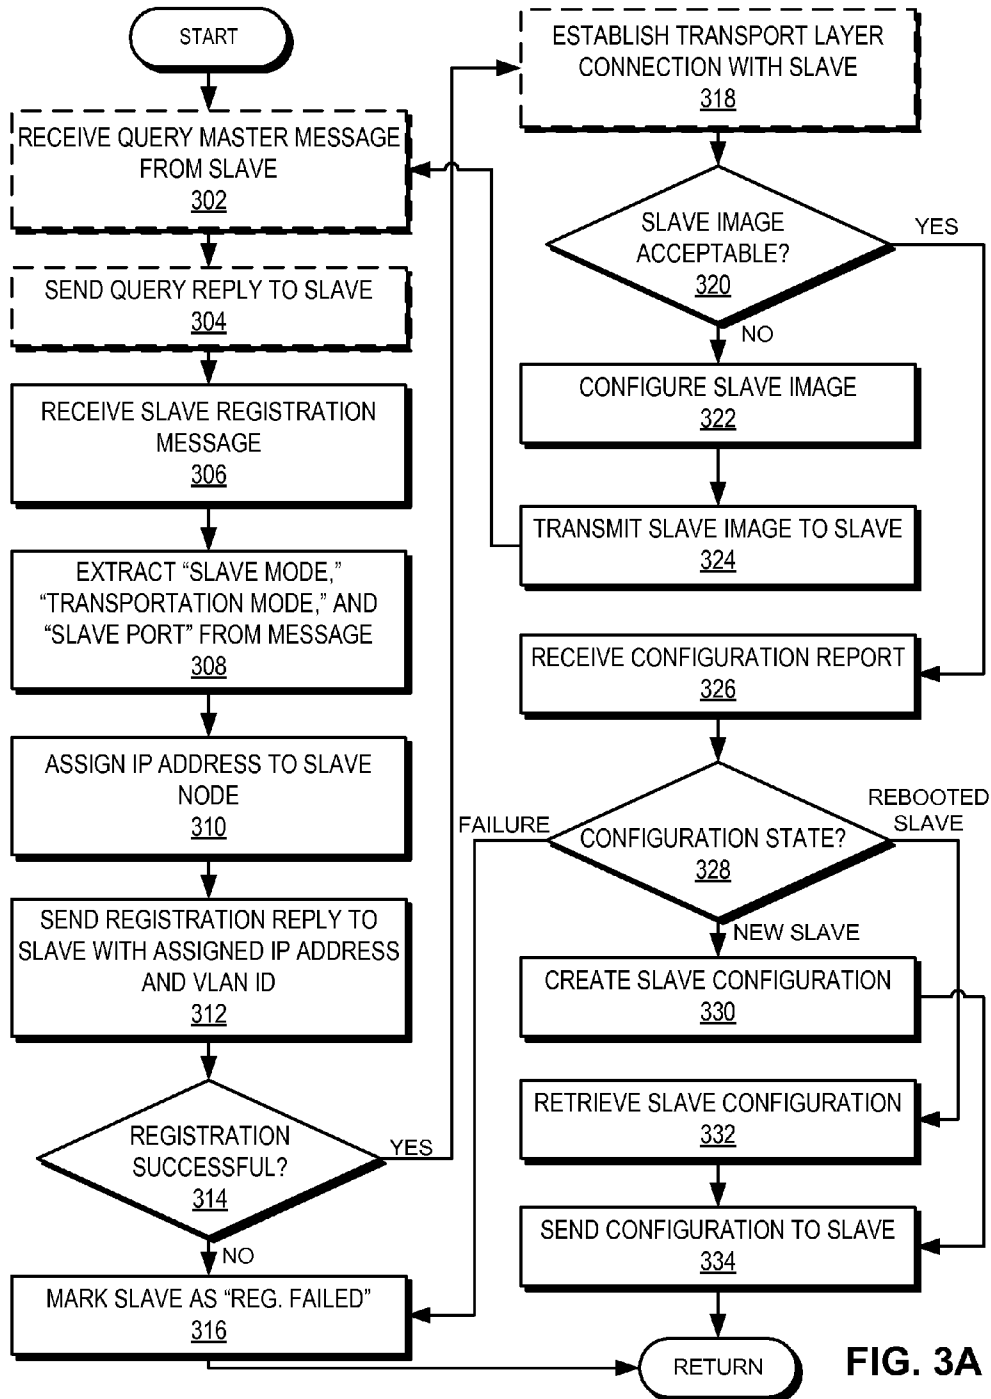 START
RECEIVE QUERY MASTER MESSAGE
FROM SLAVE
302
SEND QUERY REPLY TO SLAVE
304
RECEIVE SLAVE REGISTRATION
MESSAGE
306
EXTRACT “SLAVE MODE,”
“TRANSPORTATION MODE,” AND
“SLAVE PORT” FROM MESSAGE
308
ASSIGN IP ADDRESS TO SLAVE
NODE
310
SEND REGISTRATION REPLY TO
SLAVE WITH ASSIGNED IP ADDRESS
AND VLAN ID
312
REGISTRATION
SUCCESSFUL?
314
YES
NO
MARK SLAVE AS “REG. FAILED”
316
ESTABLISH TRANSPORT LAYER
CONNECTION WITH SLAVE
318
SLAVE IMAGE
ACCEPTABLE?
320
YES
NO
CONFIGURE SLAVE IMAGE
322
TRANSMIT SLAVE IMAGE TO SLAVE
324
RECEIVE CONFIGURATION REPORT
326
CONFIGURATION STATE?
328
FAILURE
REBOOTED
SLAVE
NEW SLAVE
CREATE SLAVE CONFIGURATION
330
RETRIEVE SLAVE CONFIGURATION
332
SEND CONFIGURATION TO SLAVE
334
RETURN
FIG. 3A